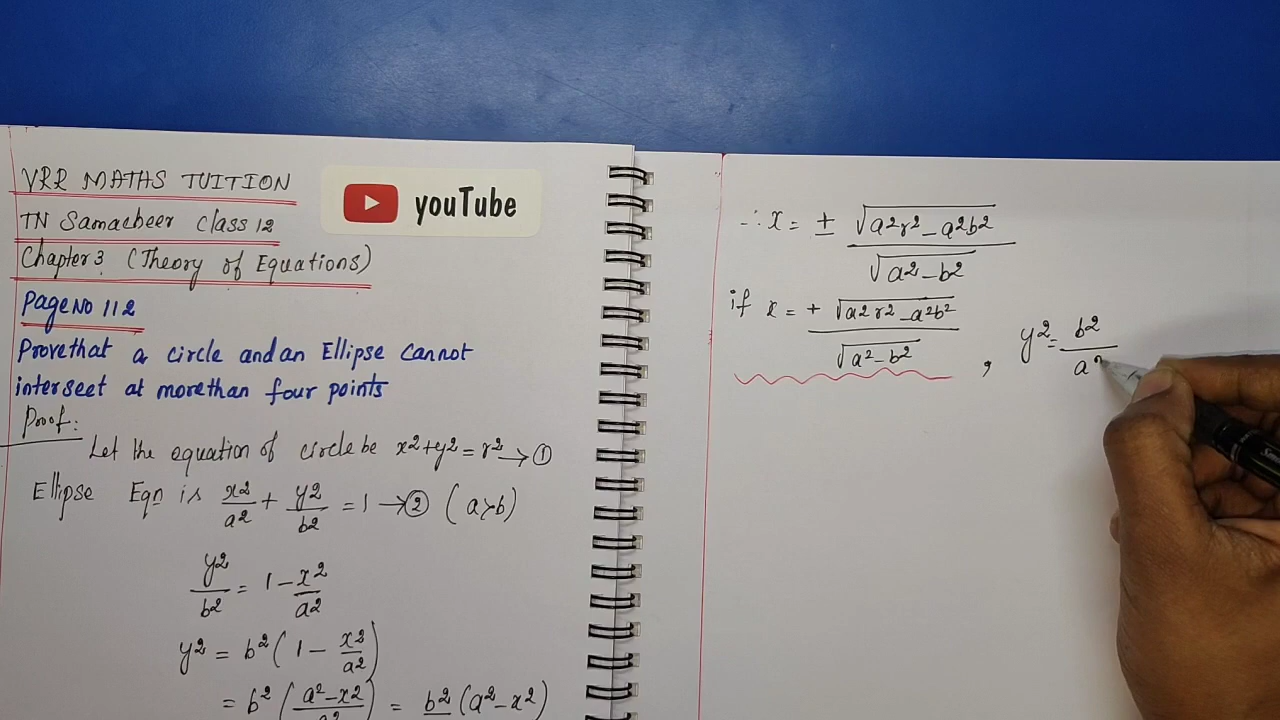 VRR MATHS TUITION
youTube
TN Samacheer Class 12
Chapter 3 (Theory of Equations)
Page No 112
Prove that a circle and an Ellipse Cannot
intersect at more than four points
Proof:
Let the equation of circle be x²+y²=r² → ①
Ellipse Eqn is x²/a² + y²/b² = 1 → ② (a>b)
y²/b² = 1 - x²/a²
y² = b² (1 - x²/a²)
= b² (a²-x²/a²) = b² (a²-x²)
∴ x = ± √a²r²-a²b² / √a²-b²
if x = + √a²r²-a²b² / √a²-b² , y² = b²/a²